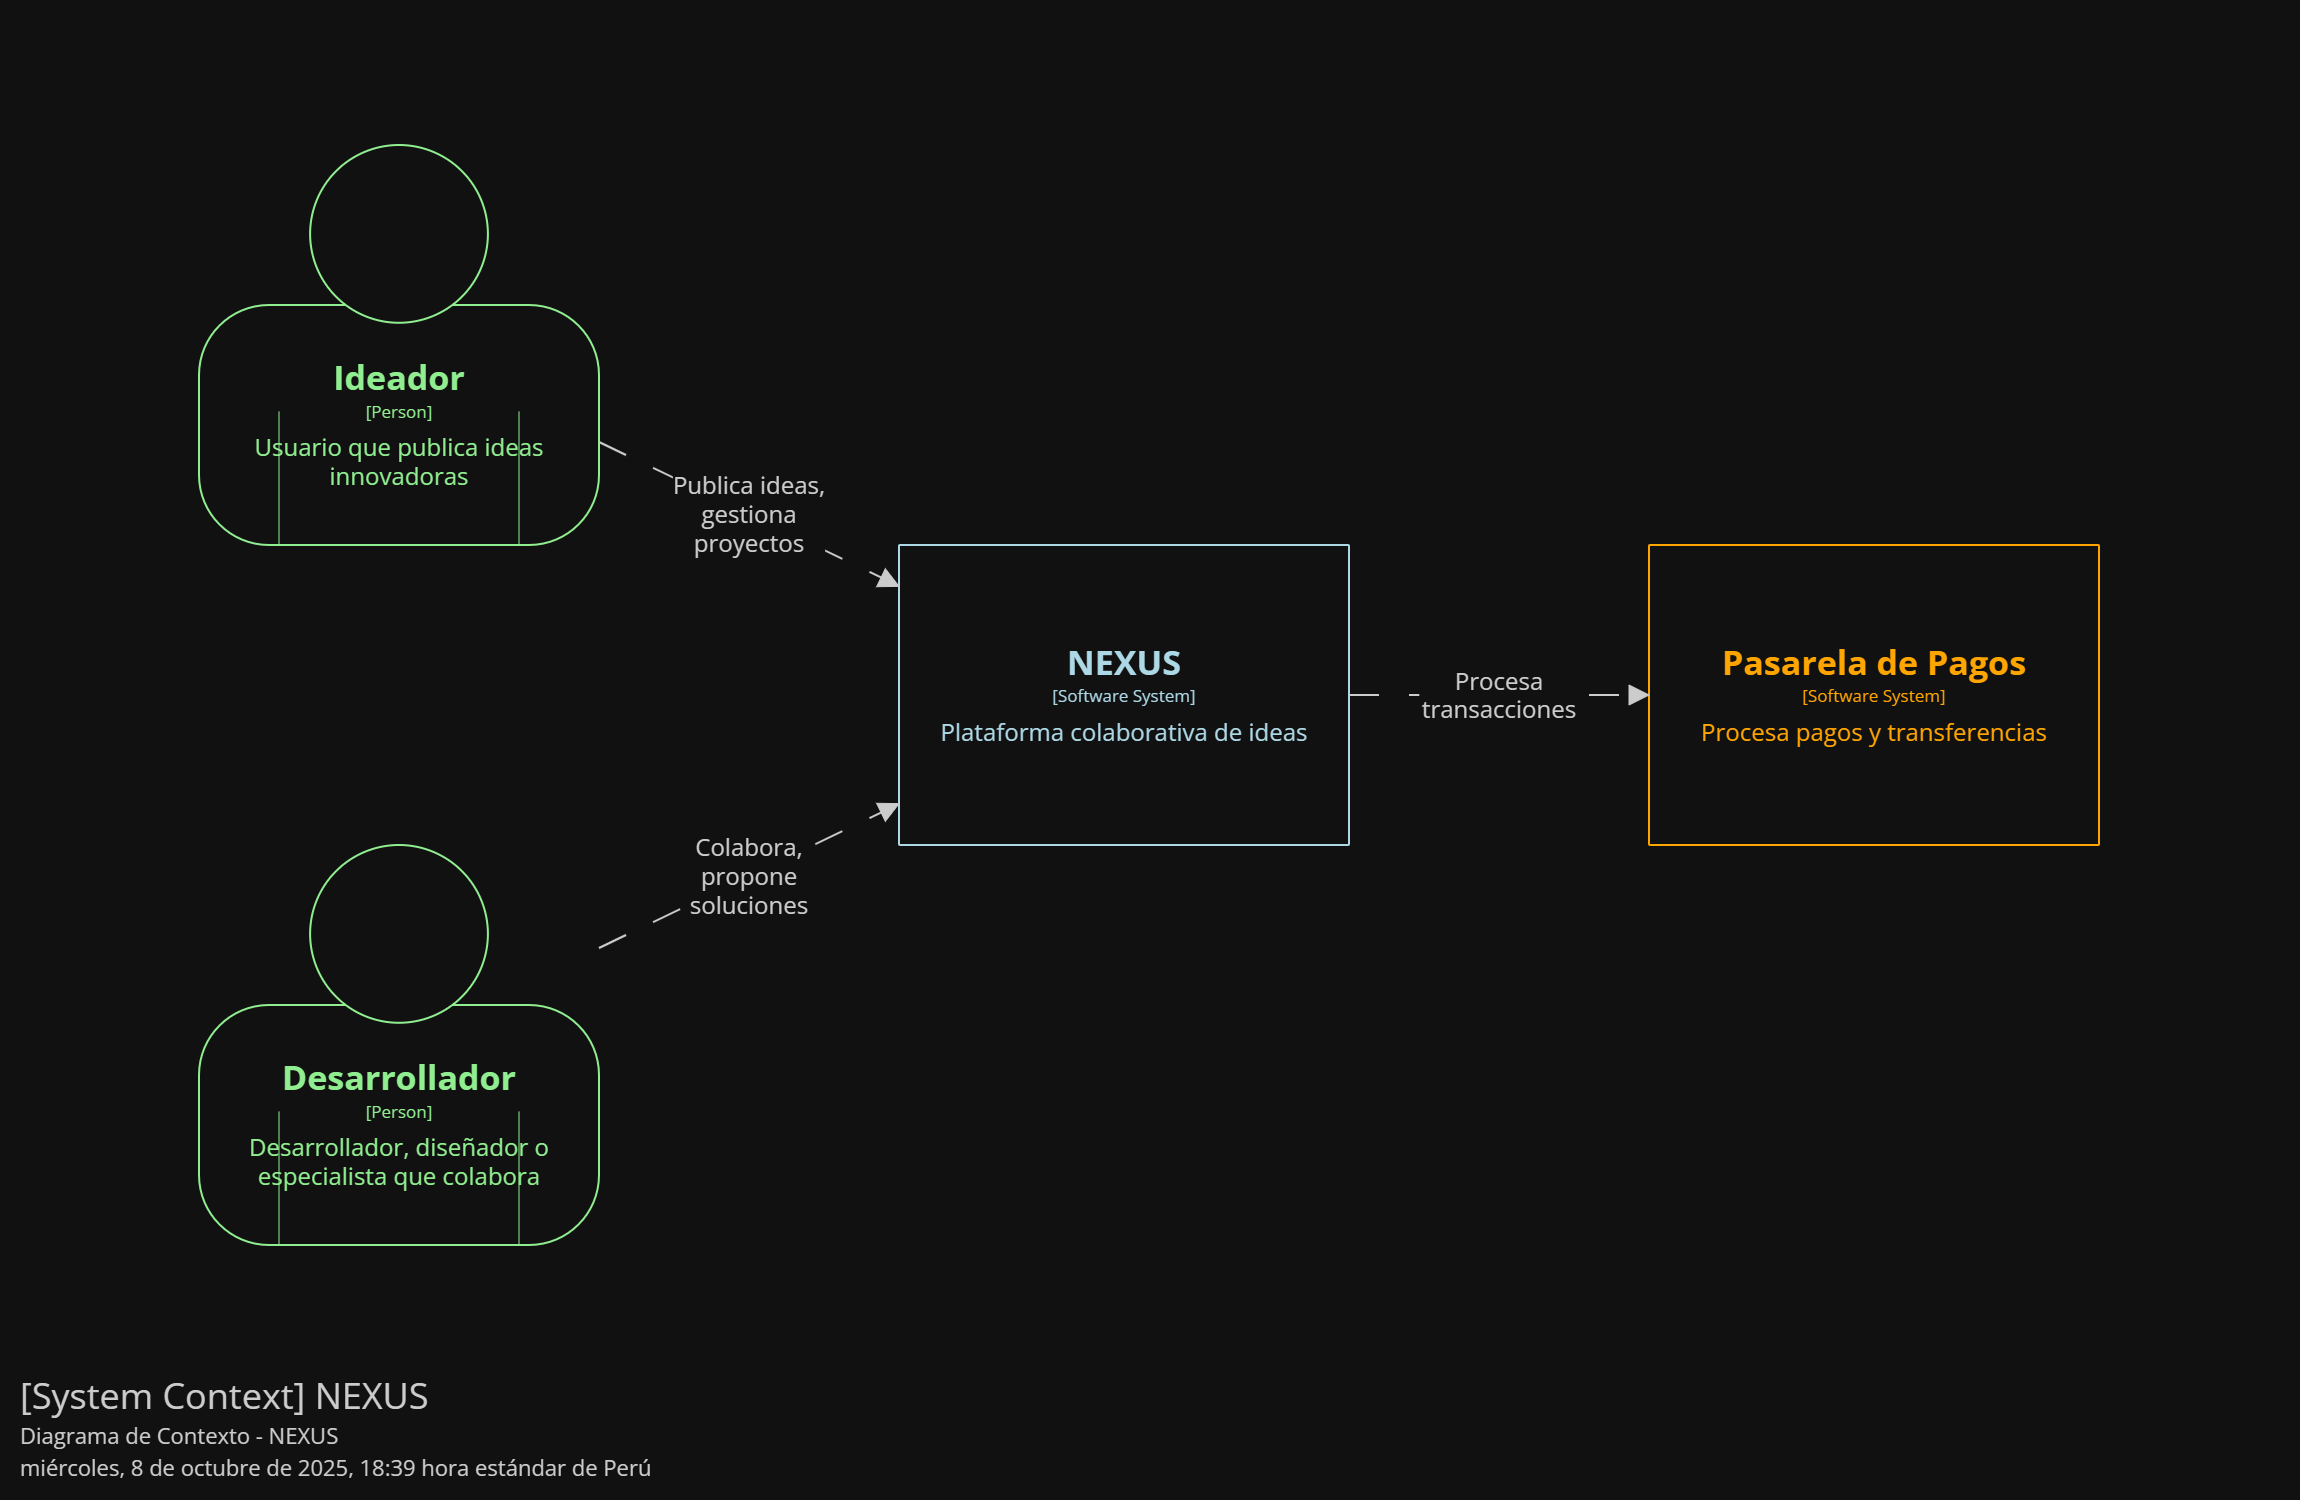 Ideador
[Person]
Usuario que publica ideas
innovadoras
Publica ideas,
gestiona
proyectos
NEXUS
[Software System]
Plataforma colaborativa de ideas
Procesa
transacciones
Pasarela de Pagos
[Software System]
Procesa pagos y transferencias
Colabora,
propone
soluciones
Desarrollador
[Person]
Desarrollador, diseñador o
especialista que colabora
[System Context] NEXUS
Diagrama de Contexto - NEXUS
miércoles, 8 de octubre de 2025, 18:39 hora estándar de Perú